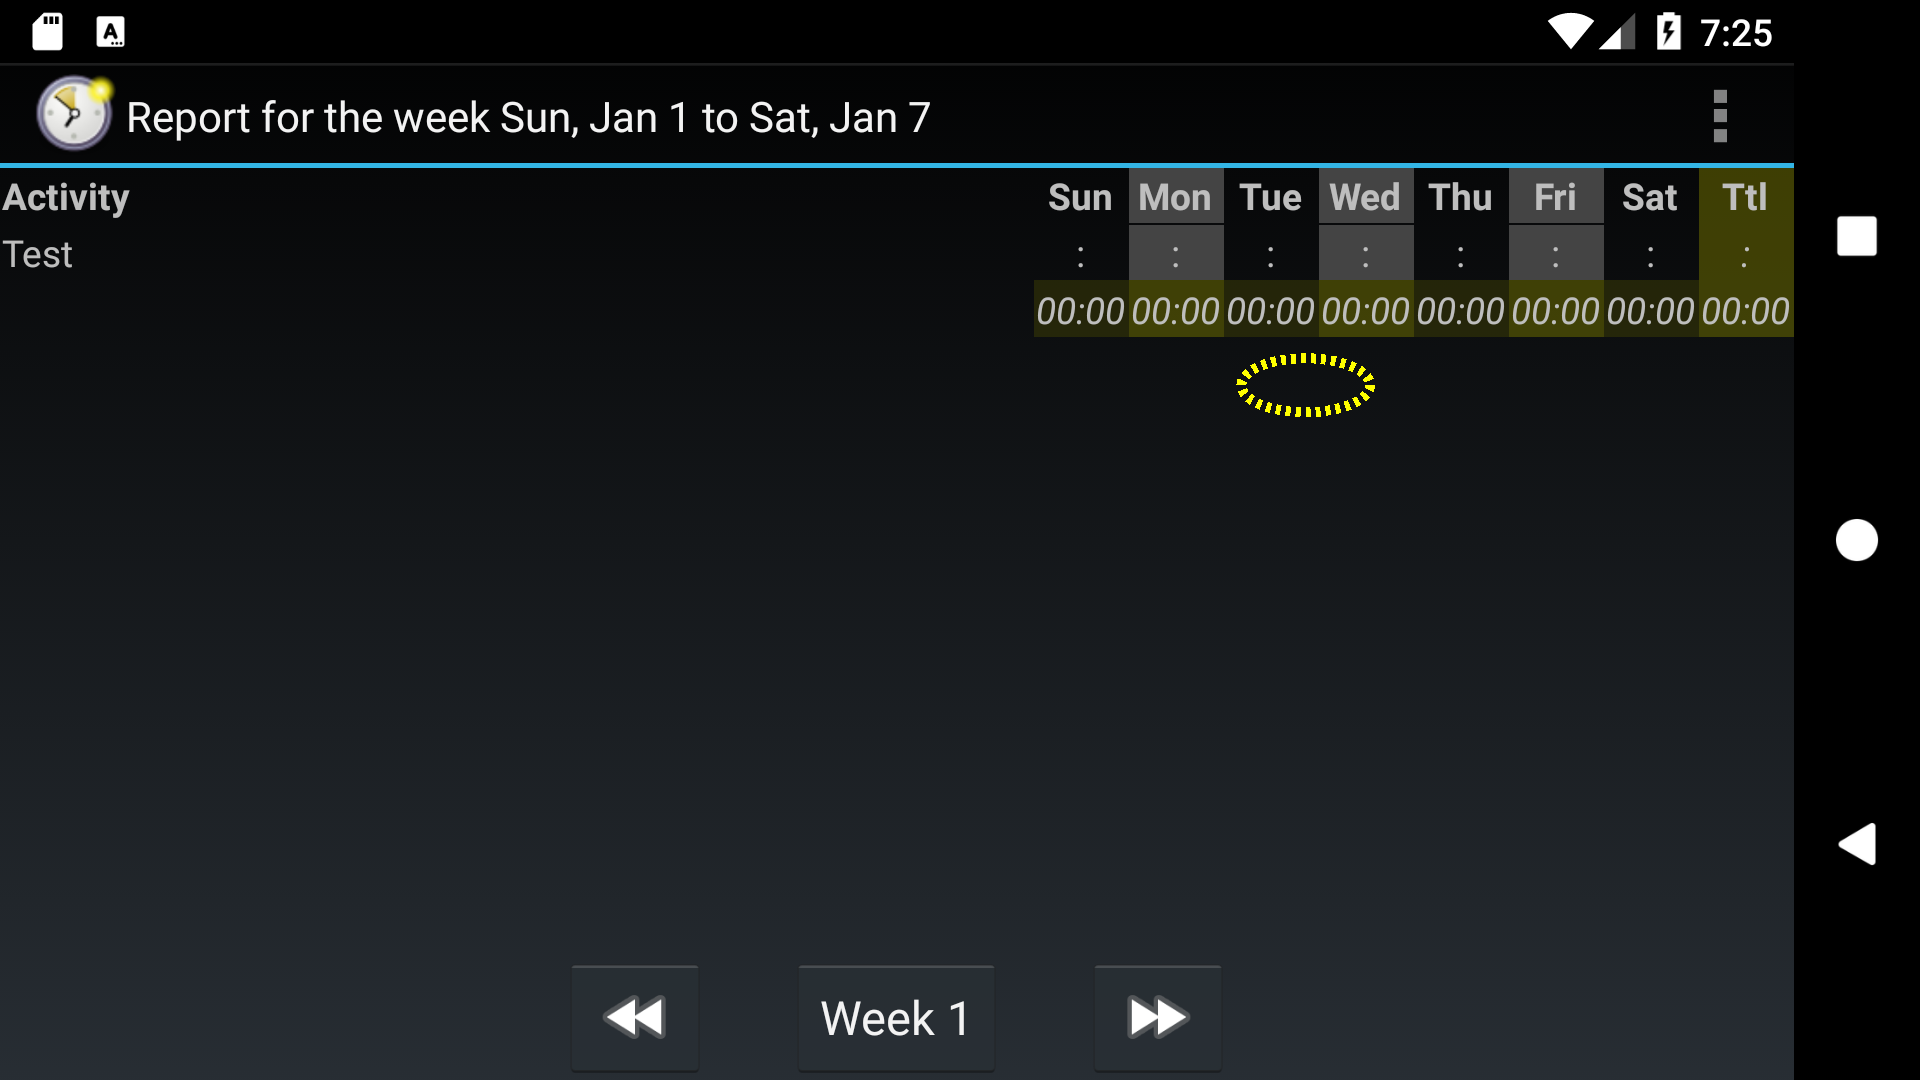 7:25
Report for the week Sun, Jan 1 to Sat, Jan 7
Activity Sun Mon Tue Wed Thu Fri Sat Ttl
Test : : : : : : : :
00:00 00:00 00:00 00:00 00:00 00:00 00:00 00:00
Week 1